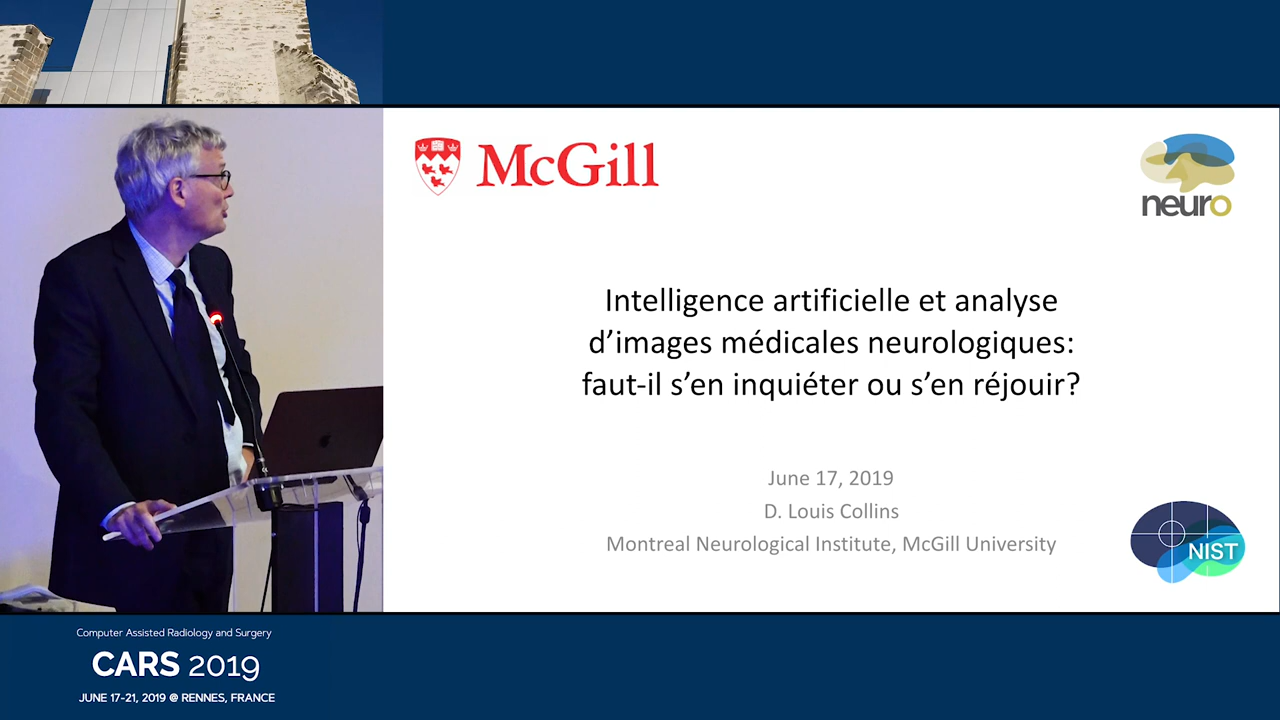 McGill
neuro
Intelligence artificielle et analyse
d’images médicales neurologiques:
faut-il s’en inquiéter ou s’en réjouir?
June 17, 2019
D. Louis Collins
Montreal Neurological Institute, McGill University
NIST
Computer Assisted Radiology and Surgery
CARS 2019
JUNE 17-21, 2019 @ RENNES, FRANCE